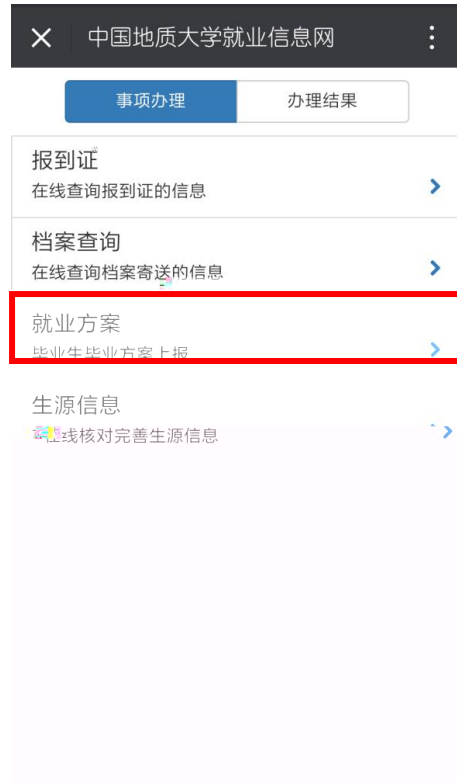 中国地质大学就业信息网
事项办理 办理结果
报到证
在线查询报到证的信息
档案查询
在线查询档案寄送的信息
就业方案
毕业生毕业方案上报
生源信息
在线核对完善生源信息